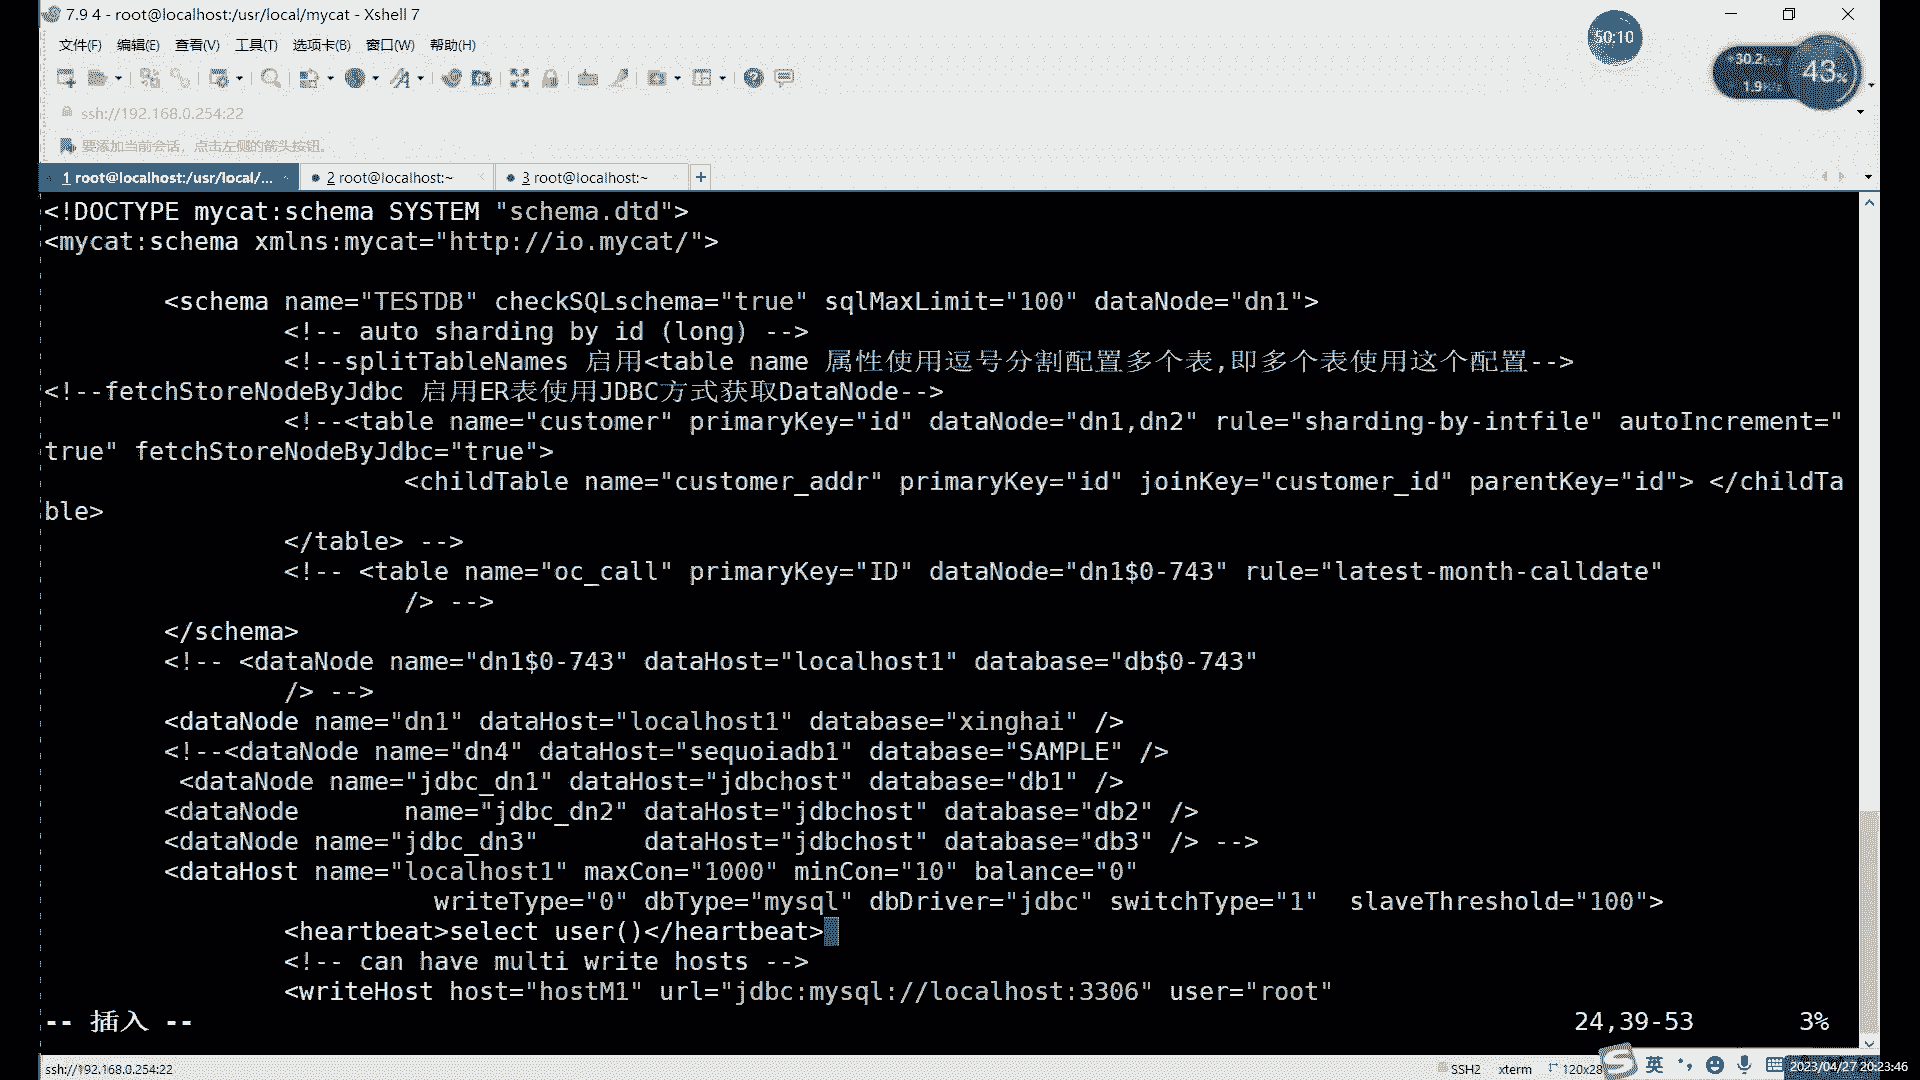 7.9 4 - root@localhost:/usr/local/mycat - Xshell 7
50:10
文件(F) 编辑(E) 查看(V) 工具(T) 选项卡(B) 窗口(W) 帮助(H)
43%
ssh://192.168.0.254:22
要添加当前会话，点击左侧的箭头按钮。
1 root@localhost:/usr/local/... 2 root@localhost:~ 3 root@localhost:~ +
<!DOCTYPE mycat:schema SYSTEM "schema.dtd">
<mycat:schema xmlns:mycat="http://io.mycat/">
<schema name="TESTDB" checkSQLschema="true" sqlMaxLimit="100" dataNode="dn1">
<!-- auto sharding by id (long) -->
<!--splitTableNames 启用<table name 属性使用逗号分割配置多个表,即多个表使用这个配置-->
<!--fetchStoreNodeByJdbc 启用ER表使用JDBC方式获取DataNode-->
<!--<table name="customer" primaryKey="id" dataNode="dn1,dn2" rule="sharding-by-intfile" autoIncrement="
true" fetchStoreNodeByJdbc="true">
<childTable name="customer_addr" primaryKey="id" joinKey="customer_id" parentKey="id"> </childTa
ble>
</table> -->
<!-- <table name="oc_call" primaryKey="ID" dataNode="dn1$0-743" rule="latest-month-calldate"
/> -->
</schema>
<!-- <dataNode name="dn1$0-743" dataHost="localhost1" database="db$0-743"
/> -->
<dataNode name="dn1" dataHost="localhost1" database="xinghai" />
<!--<dataNode name="dn4" dataHost="sequoiadb1" database="SAMPLE" />
<dataNode name="jdbc_dn1" dataHost="jdbchost" database="db1" />
<dataNode name="jdbc_dn2" dataHost="jdbchost" database="db2" />
<dataNode name="jdbc_dn3" dataHost="jdbchost" database="db3" /> -->
<dataHost name="localhost1" maxCon="1000" minCon="10" balance="0"
writeType="0" dbType="mysql" dbDriver="jdbc" switchType="1" slaveThreshold="100">
<heartbeat>select user()</heartbeat>
<!-- can have multi write hosts -->
<writeHost host="hostM1" url="jdbc:mysql://localhost:3306" user="root"
-- 插入 -- 24,39-53 3%
ssh://192.168.0.254:22 SSH2 xterm 120x28 英 2023/04/27 20:23:46